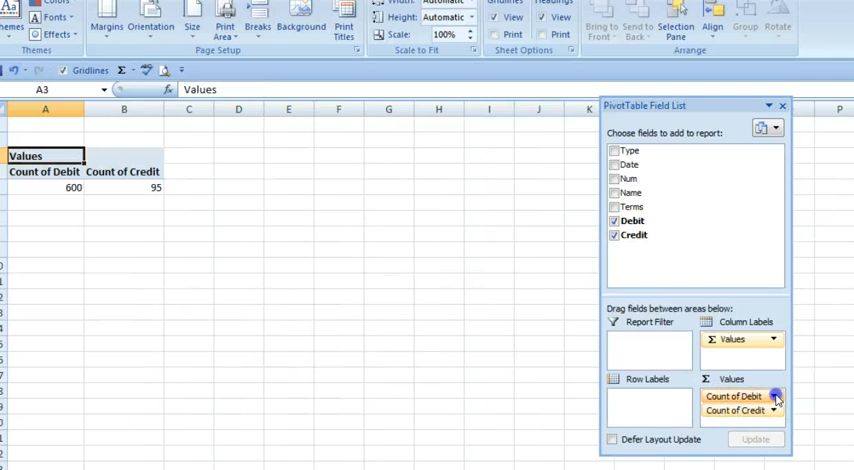 Colors
Width: Automatic
Gridlines Headings
Themes Fonts Margins Orientation Size Print Area Breaks Background Print Titles Height: Automatic View View Bring to Front Send to Back Selection Pane Align Group Rotate
Effects Scale: 100% Print Print
Themes Page Setup Scale to Fit Sheet Options Arrange
Gridlines Σ
A3 fx Values
A B C D E F G H I J K P
Values
Count of Debit Count of Credit
600 95
PivotTable Field List
Choose fields to add to report:
Type
Date
Num
Name
Terms
Debit
Credit
Drag fields between areas below:
Report Filter Column Labels
Σ Values
Row Labels Σ Values
Count of Debit
Count of Credit
Defer Layout Update Update